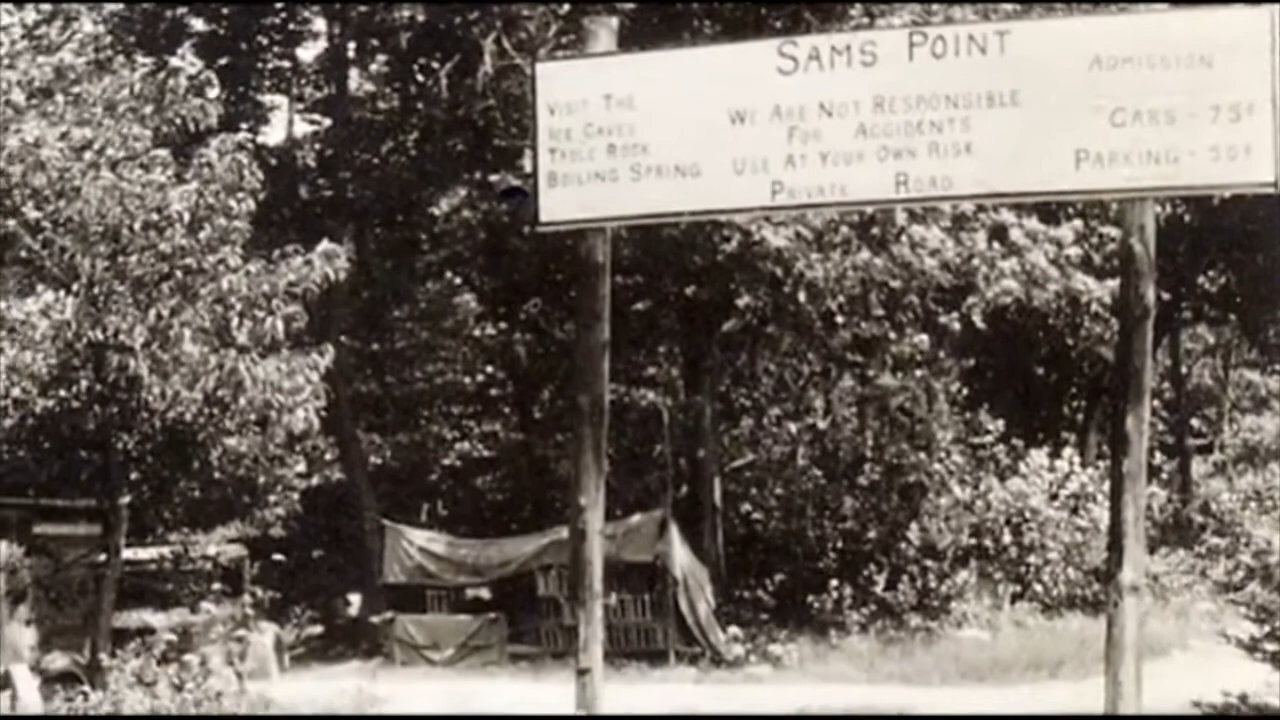 SAMS POINT
VISIT THE
ICE CAVES
TABLE ROCK
BOILING SPRING
WE ARE NOT RESPONSIBLE
FOR ACCIDENTS
USE AT YOUR OWN RISK
PRIVATE ROAD
ADMISSION
CARS - 75¢
PARKING - 50¢